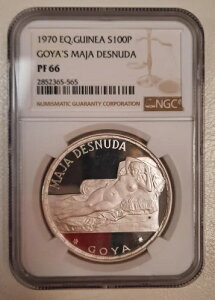 1970 EQ.GUINEA S100P
GOYA'S MAJA DESNUDA
PF 66
2852365-565
NUMISMATIC GUARANTY CORPORATION
NGC
MAJA DESNUDA
GOYA